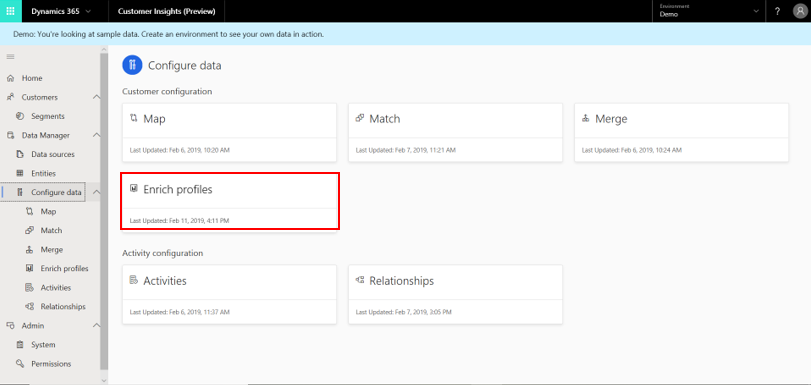 Dynamics 365
Customer Insights (Preview)
Environment
Demo
?
Demo: You're looking at sample data. Create an environment to see your own data in action.
Home
Customers
Segments
Data Manager
Data sources
Entities
Configure data
Map
Match
Merge
Enrich profiles
Activities
Relationships
Admin
System
Permissions
Configure data
Customer configuration
Map
Last Updated: Feb 6, 2019, 10:20 AM
Match
Last Updated: Feb 7, 2019, 11:21 AM
Merge
Last Updated: Feb 6, 2019, 10:24 AM
Enrich profiles
Last Updated: Feb 11, 2019, 4:11 PM
Activity configuration
Activities
Last Updated: Feb 6, 2019, 11:37 AM
Relationships
Last Updated: Feb 7, 2019, 3:05 PM